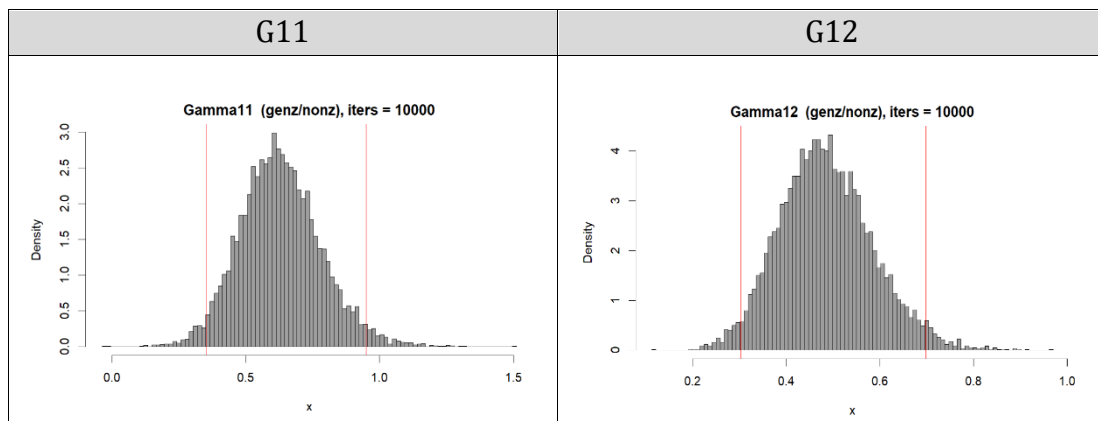 G11
G12
Gamma11 (genz/nonz), iters = 10000
Density
3.0
2.5
2.0
1.5
1.0
0.5
0.0
0.0 0.5 1.0 1.5
x
Gamma12 (genz/nonz), iters = 10000
Density
4
3
2
1
0
0.2 0.4 0.6 0.8 1.0
x